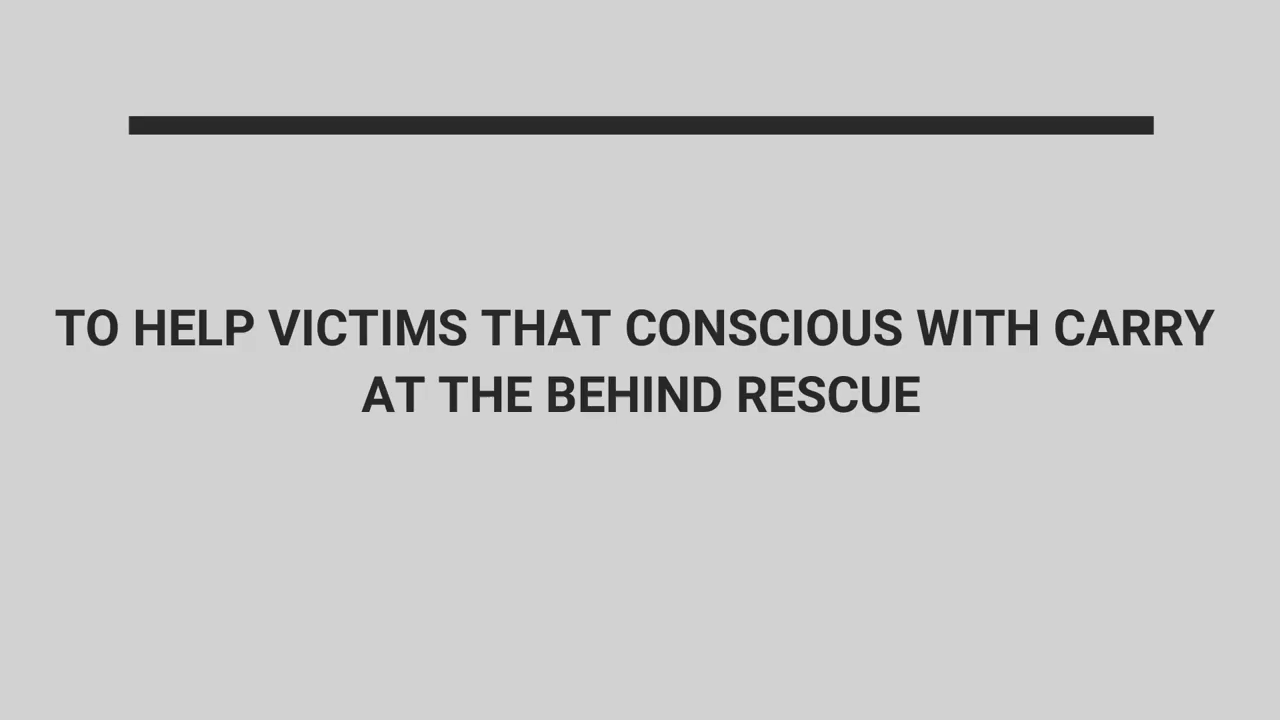 TO HELP VICTIMS THAT CONSCIOUS WITH CARRY
AT THE BEHIND RESCUE